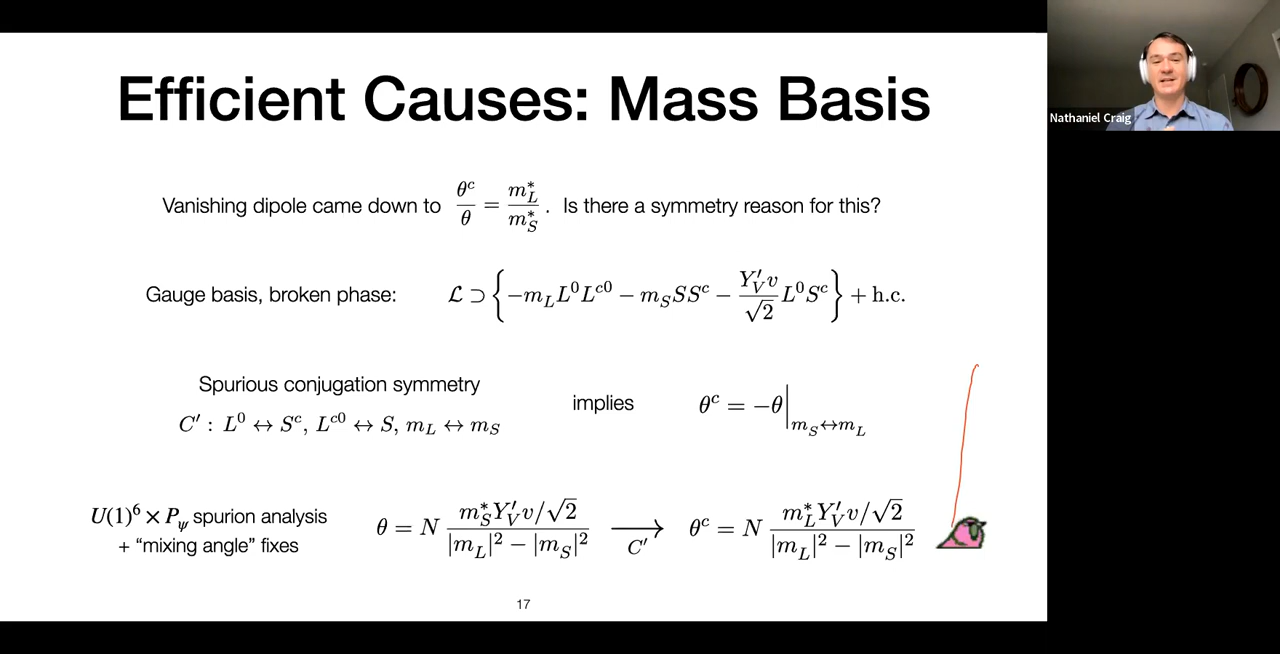 Efficient Causes: Mass Basis
Nathaniel Craig
Vanishing dipole came down to θ^c/θ = m_L^*/m_S^* . Is there a symmetry reason for this?
Gauge basis, broken phase: ℒ ⊃ { −m_L L^0 L^{c0} − m_S S S^c − (Y'_V v/√2) L^0 S^c } + h.c.
Spurious conjugation symmetry
C′ : L^0 ↔ S^c, L^{c0} ↔ S, m_L ↔ m_S
implies
θ^c = −θ|_{m_S↔m_L}
U(1)^6 × P_ψ spurion analysis
+ “mixing angle” fixes
θ = N (m_S^* Y'_V v/√2)/(|m_L|^2 − |m_S|^2) ⟶ C′ θ^c = N (m_L^* Y'_V v/√2)/(|m_L|^2 − |m_S|^2)
17